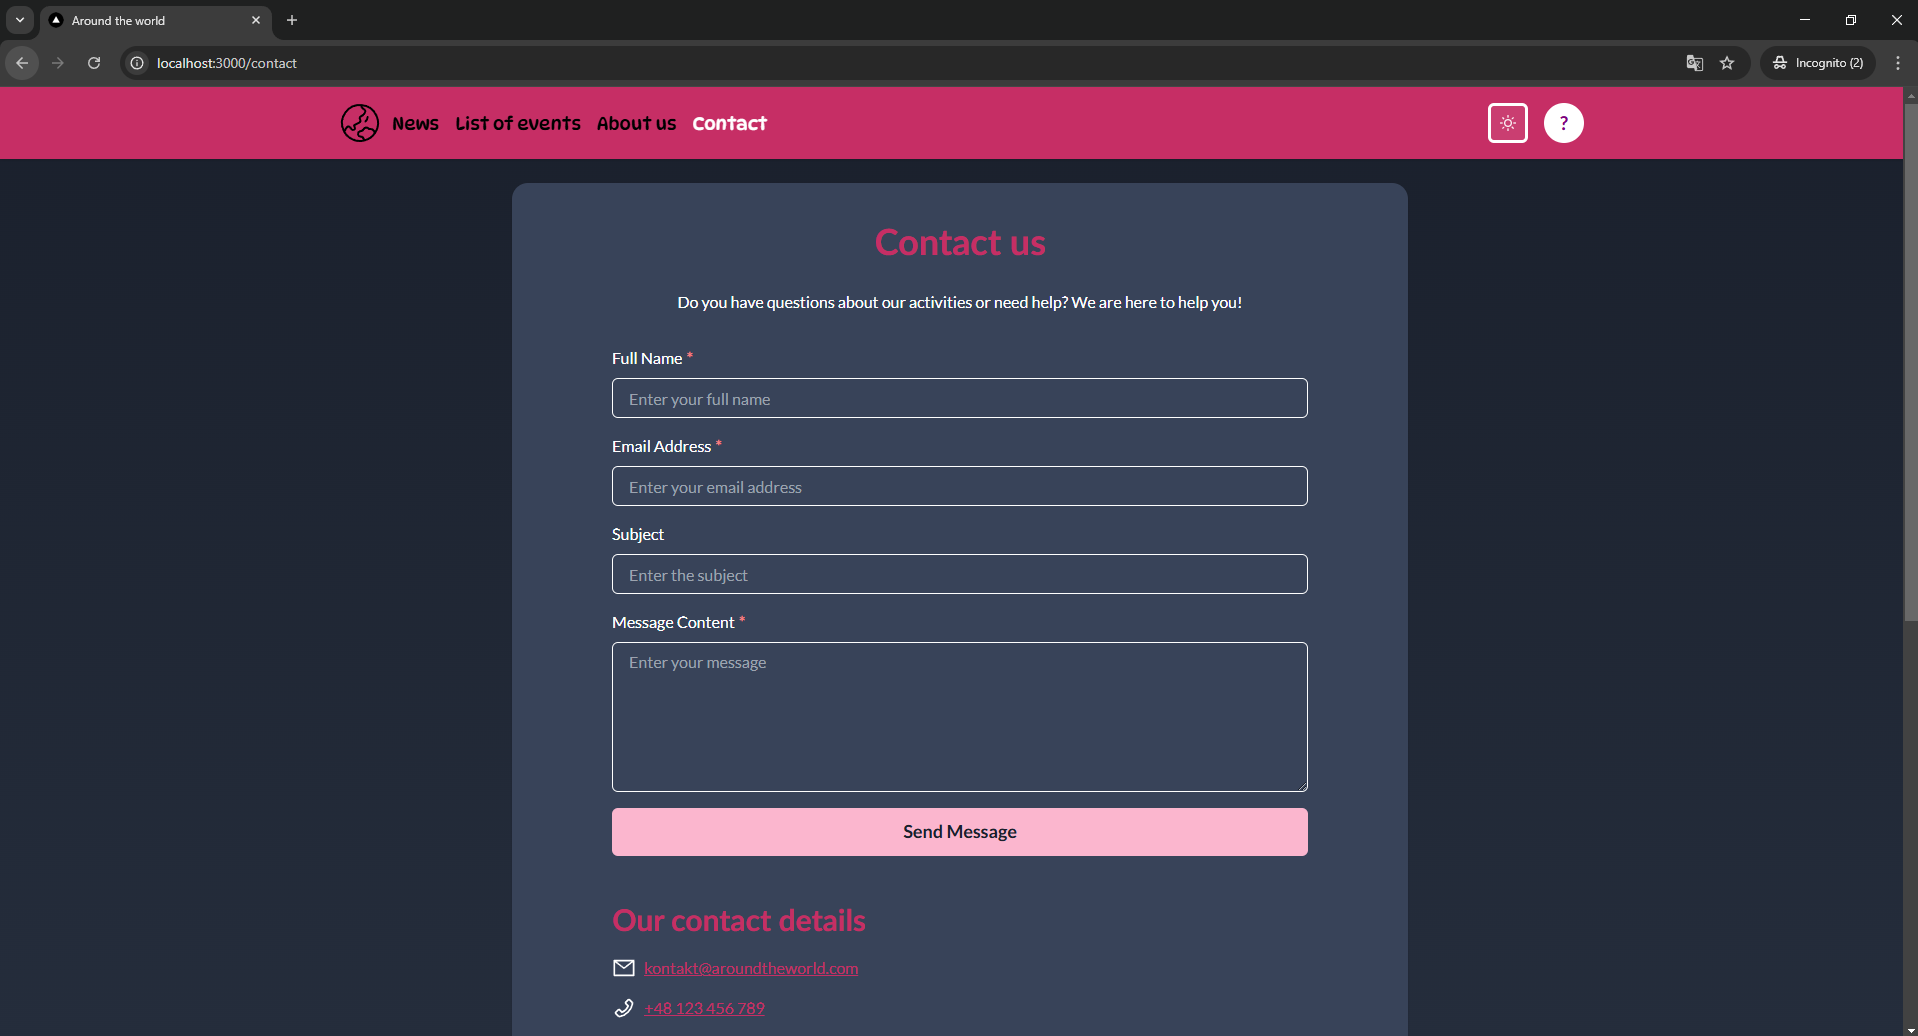 Around the world
localhost:3000/contact
Incognito (2)
News List of events About us Contact
?
Contact us
Do you have questions about our activities or need help? We are here to help you!
Full Name *
Enter your full name
Email Address *
Enter your email address
Subject
Enter the subject
Message Content *
Enter your message
Send Message
Our contact details
kontakt@aroundtheworld.com
+48 123 456 789